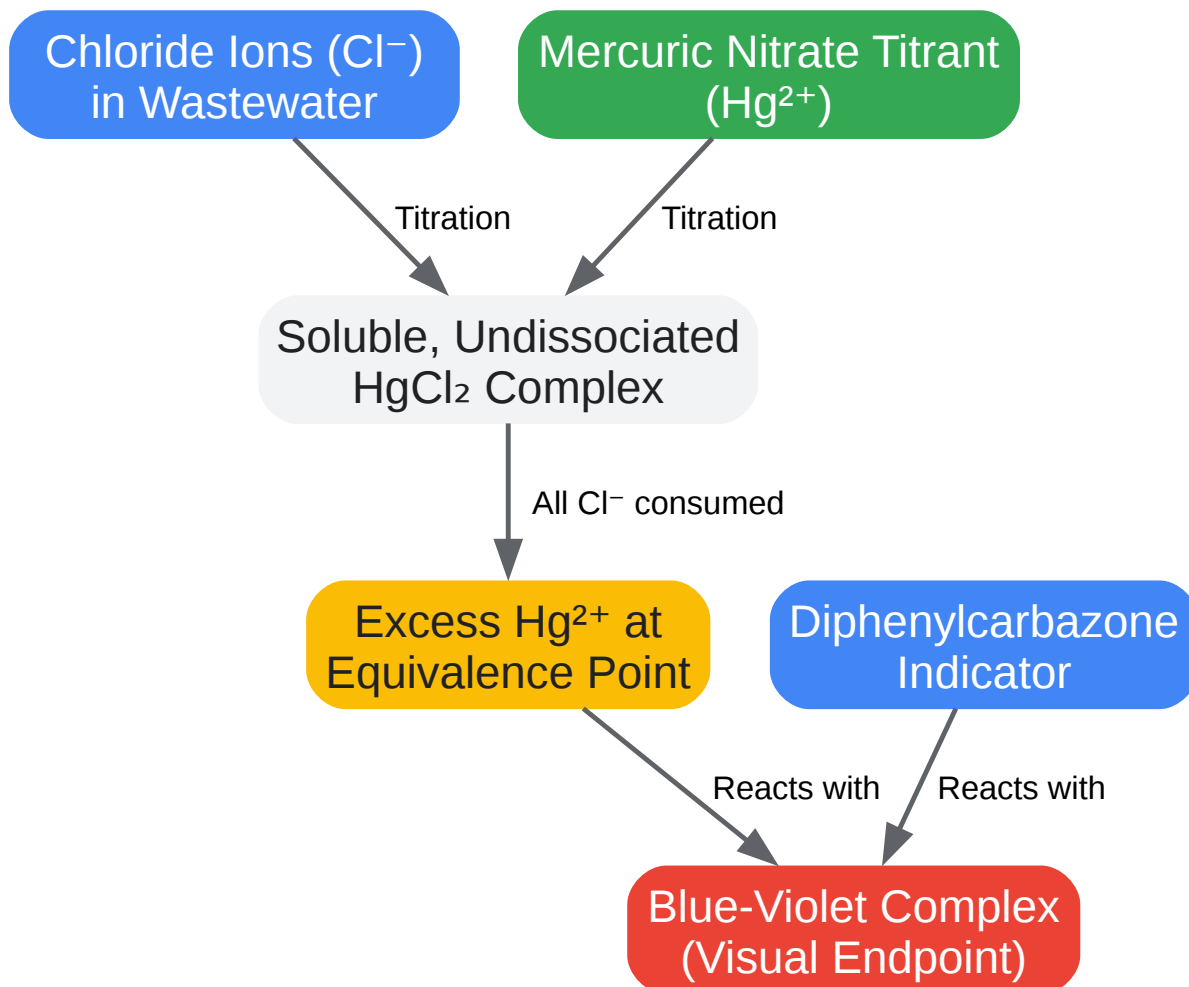 Chloride Ions (Cl⁻)
in Wastewater
Mercuric Nitrate Titrant
(Hg²⁺)
Titration
Titration
Soluble, Undissociated
HgCl₂ Complex
All Cl⁻ consumed
Excess Hg²⁺ at
Equivalence Point
Diphenylcarbazone
Indicator
Reacts with
Reacts with
Blue-Violet Complex
(Visual Endpoint)